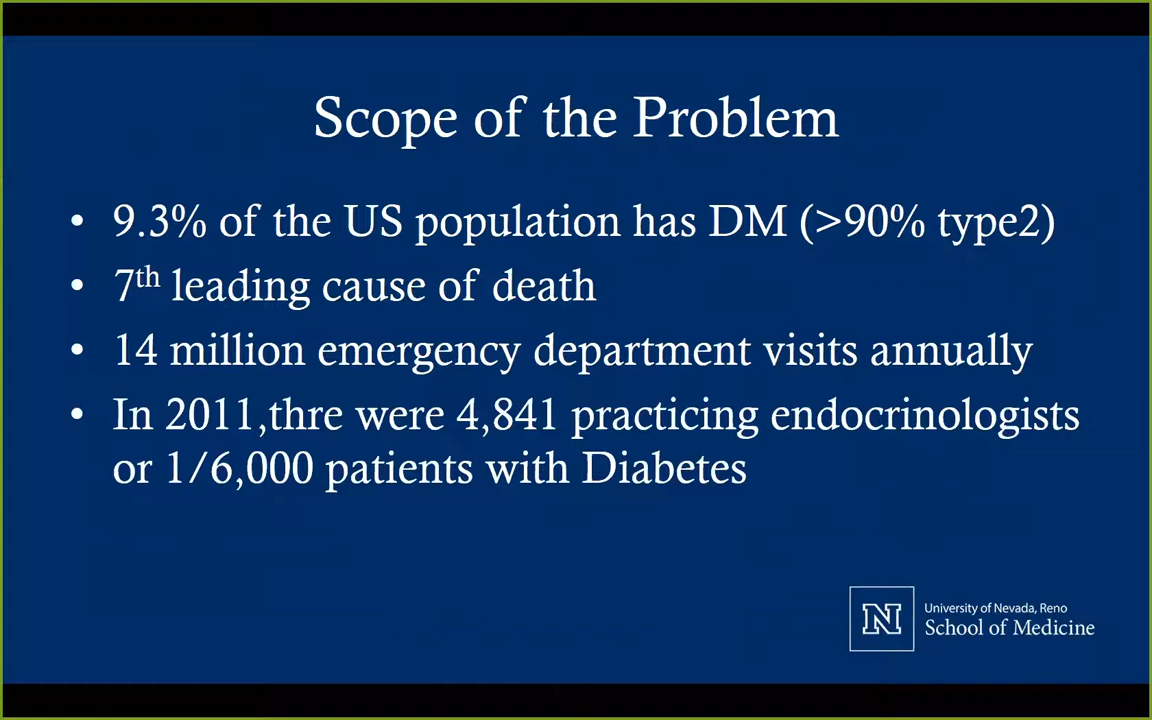 Scope of the Problem
• 9.3% of the US population has DM (>90% type2)
• 7th leading cause of death
• 14 million emergency department visits annually
• In 2011,thre were 4,841 practicing endocrinologists
or 1/6,000 patients with Diabetes
N
University of Nevada, Reno
School of Medicine